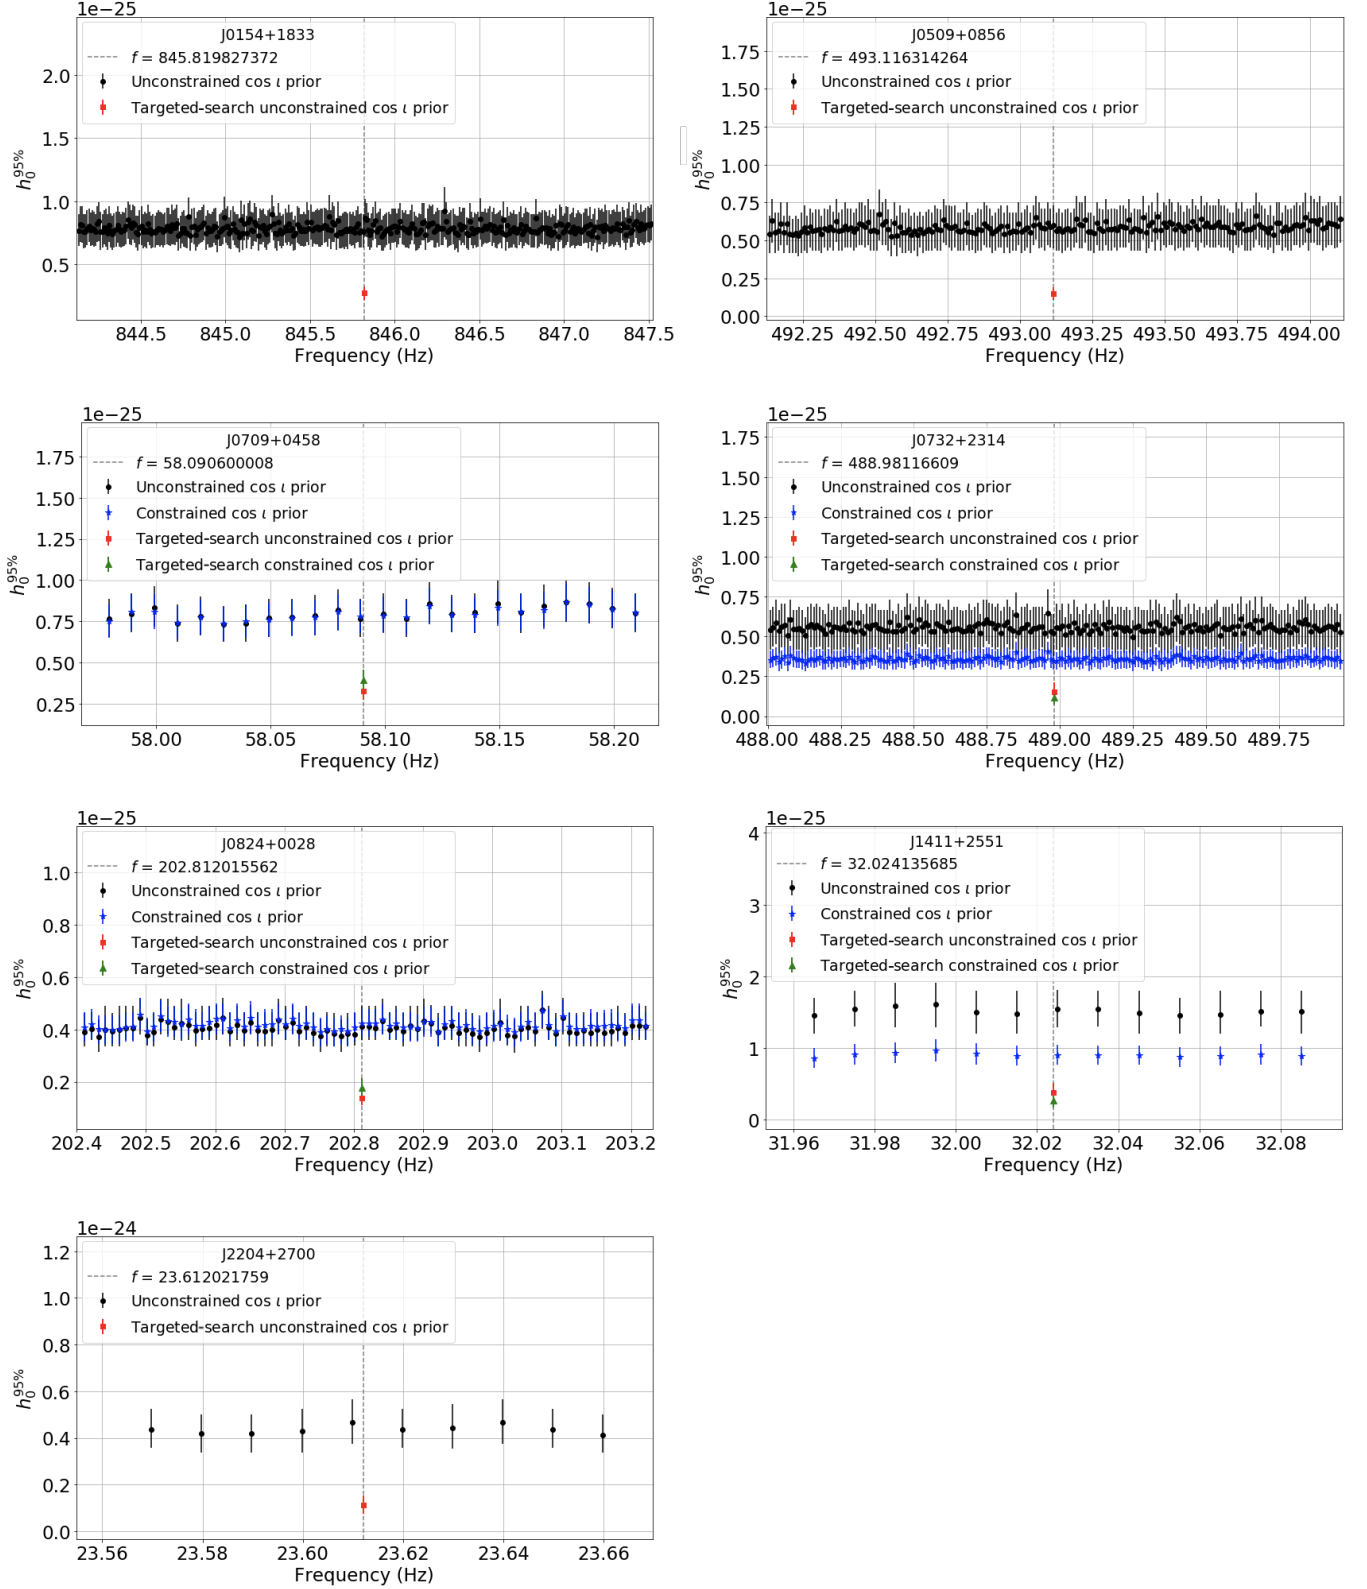 1e−25
J0154+1833
f = 845.819827372
Unconstrained cos ι prior
Targeted-search unconstrained cos ι prior
2.0
1.5
1.0
0.5
h₀⁹⁵%
844.5 845.0 845.5 846.0 846.5 847.0 847.5
Frequency (Hz)
1e−25
J0509+0856
f = 493.116314264
Unconstrained cos ι prior
Targeted-search unconstrained cos ι prior
1.75
1.50
1.25
1.00
0.75
0.50
0.25
0.00
h₀⁹⁵%
492.25 492.50 492.75 493.00 493.25 493.50 493.75 494.00
Frequency (Hz)
1e−25
J0709+0458
f = 58.090600008
Unconstrained cos ι prior
Constrained cos ι prior
Targeted-search unconstrained cos ι prior
Targeted-search constrained cos ι prior
1.75
1.50
1.25
1.00
0.75
0.50
0.25
h₀⁹⁵%
58.00 58.05 58.10 58.15 58.20
Frequency (Hz)
1e−25
J0732+2314
f = 488.98116609
Unconstrained cos ι prior
Constrained cos ι prior
Targeted-search unconstrained cos ι prior
Targeted-search constrained cos ι prior
1.75
1.50
1.25
1.00
0.75
0.50
0.25
0.00
h₀⁹⁵%
488.00 488.25 488.50 488.75 489.00 489.25 489.50 489.75
Frequency (Hz)
1e−25
J0824+0028
f = 202.812015562
Unconstrained cos ι prior
Constrained cos ι prior
Targeted-search unconstrained cos ι prior
Targeted-search constrained cos ι prior
1.0
0.8
0.6
0.4
0.2
h₀⁹⁵%
202.4 202.5 202.6 202.7 202.8 202.9 203.0 203.1 203.2
Frequency (Hz)
1e−25
J1411+2551
f = 32.024135685
Unconstrained cos ι prior
Constrained cos ι prior
Targeted-search unconstrained cos ι prior
Targeted-search constrained cos ι prior
4
3
2
1
0
h₀⁹⁵%
31.96 31.98 32.00 32.02 32.04 32.06 32.08
Frequency (Hz)
1e−24
J2204+2700
f = 23.612021759
Unconstrained cos ι prior
Targeted-search unconstrained cos ι prior
1.2
1.0
0.8
0.6
0.4
0.2
0.0
h₀⁹⁵%
23.56 23.58 23.60 23.62 23.64 23.66
Frequency (Hz)